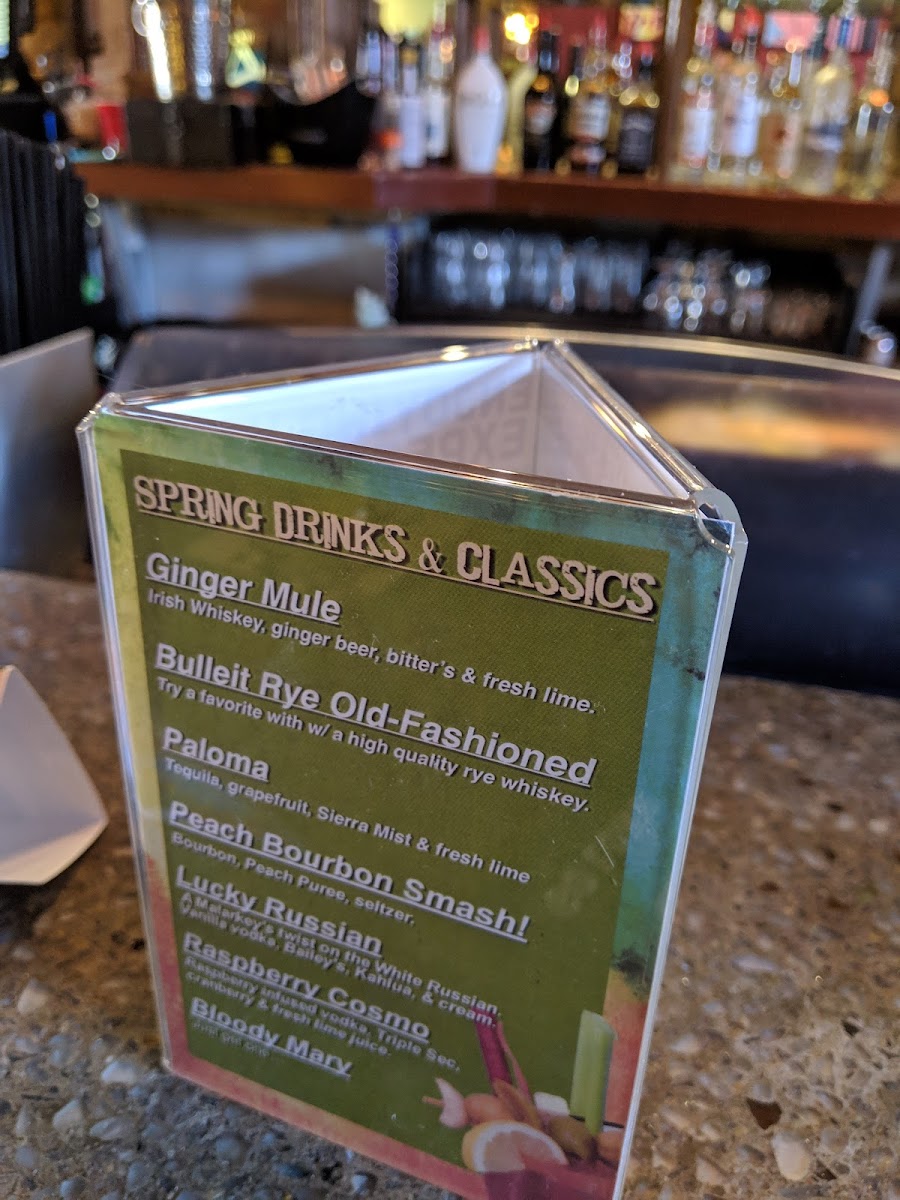 SPRING DRINKS & CLASSICS
Ginger Mule
Irish Whiskey, ginger beer, bitter's & fresh lime.
Bulleit Rye Old-Fashioned
Try a favorite with w/ a high quality rye whiskey.
Paloma
Tequila, grapefruit, Sierra Mist & fresh lime
Peach Bourbon Smash!
Bourbon, Peach Puree, seltzer.
Lucky Russian
A Malarkey's twist on the White Russian.
Vanilla vodka, Bailey's, Kahlua, & cream.
Raspberry Cosmo
Raspberry infused vodka, Triple Sec,
cranberry & fresh lime juice.
Bloody Mary